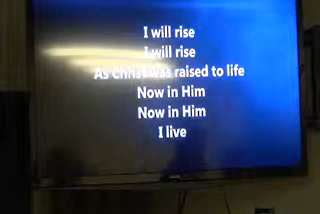 I will rise
I will rise
As Christ was raised to life
Now in Him
Now in Him
I live